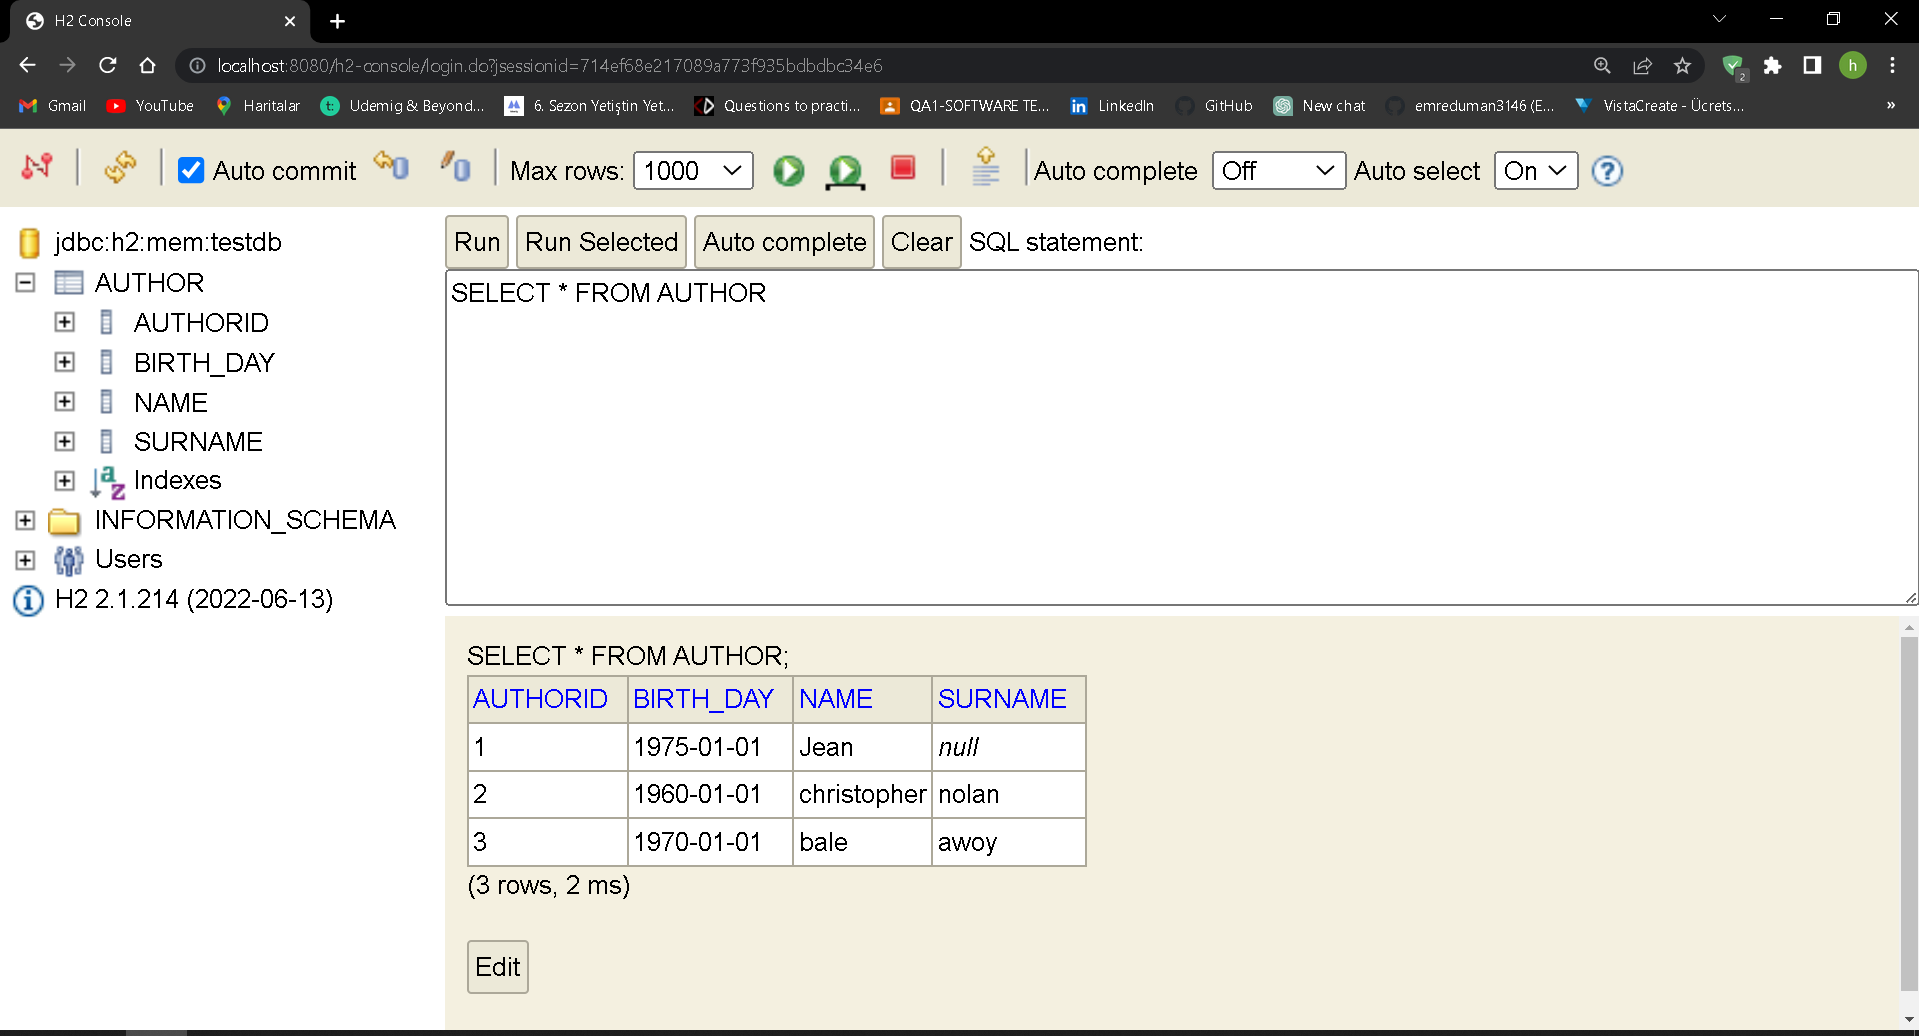 H2 Console
localhost:8080/h2-console/login.do?jsessionid=714ef68e217089a773f935bdbdbc34e6
2
h
Gmail YouTube Haritalar Udemig & Beyond... 6. Sezon Yetiştin Yet... Questions to practi... QA1-SOFTWARE TE... LinkedIn GitHub New chat emreduman3146 (E... VistaCreate - Ücrets... »
Auto commit Max rows: 1000 Auto complete Off Auto select On
jdbc:h2:mem:testdb
AUTHOR
AUTHORID
BIRTH_DAY
NAME
SURNAME
Indexes
INFORMATION_SCHEMA
Users
H2 2.1.214 (2022-06-13)
Run Run Selected Auto complete Clear SQL statement:
SELECT * FROM AUTHOR
SELECT * FROM AUTHOR;
AUTHORID BIRTH_DAY NAME SURNAME
1 1975-01-01 Jean null
2 1960-01-01 christopher nolan
3 1970-01-01 bale awoy
(3 rows, 2 ms)
Edit